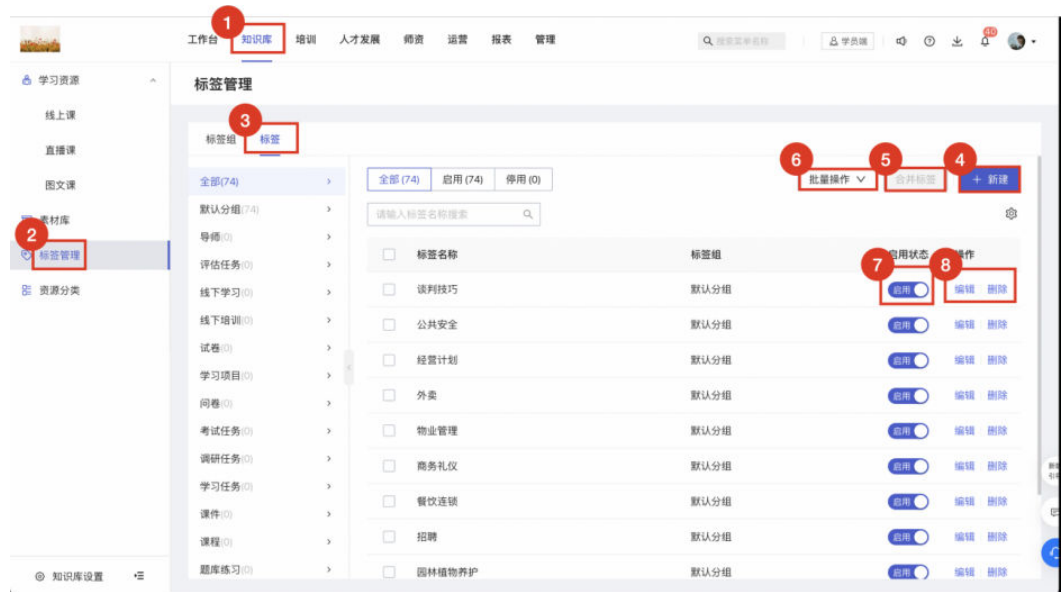 1
工作台 知识库 培训 人才发展 师资 运营 报表 管理 搜索菜单名称 学员端 40
学习资源
线上课
直播课
图文课
素材库
2
标签管理
资源分类
知识库设置
标签管理
3
标签组 标签
全部(74)
默认分组(74)
导师(0)
评估任务(0)
线下学习(0)
线下培训(0)
试卷(0)
学习项目(0)
问卷(0)
考试任务(0)
调研任务(0)
学习任务(0)
课件(0)
课程(0)
题库练习(0)
6 5 4
全部(74) 启用(74) 停用(0) 批量操作 合并标签 + 新建
请输入标签名称搜索
7 8
标签名称 标签组 启用状态 操作
谈判技巧 默认分组 启用 编辑 删除
公共安全 默认分组 启用 编辑 删除
经营计划 默认分组 启用 编辑 删除
外卖 默认分组 启用 编辑 删除
物业管理 默认分组 启用 编辑 删除
商务礼仪 默认分组 启用 编辑 删除
餐饮连锁 默认分组 启用 编辑 删除
招聘 默认分组 启用 编辑 删除
园林植物养护 默认分组 启用 编辑 删除